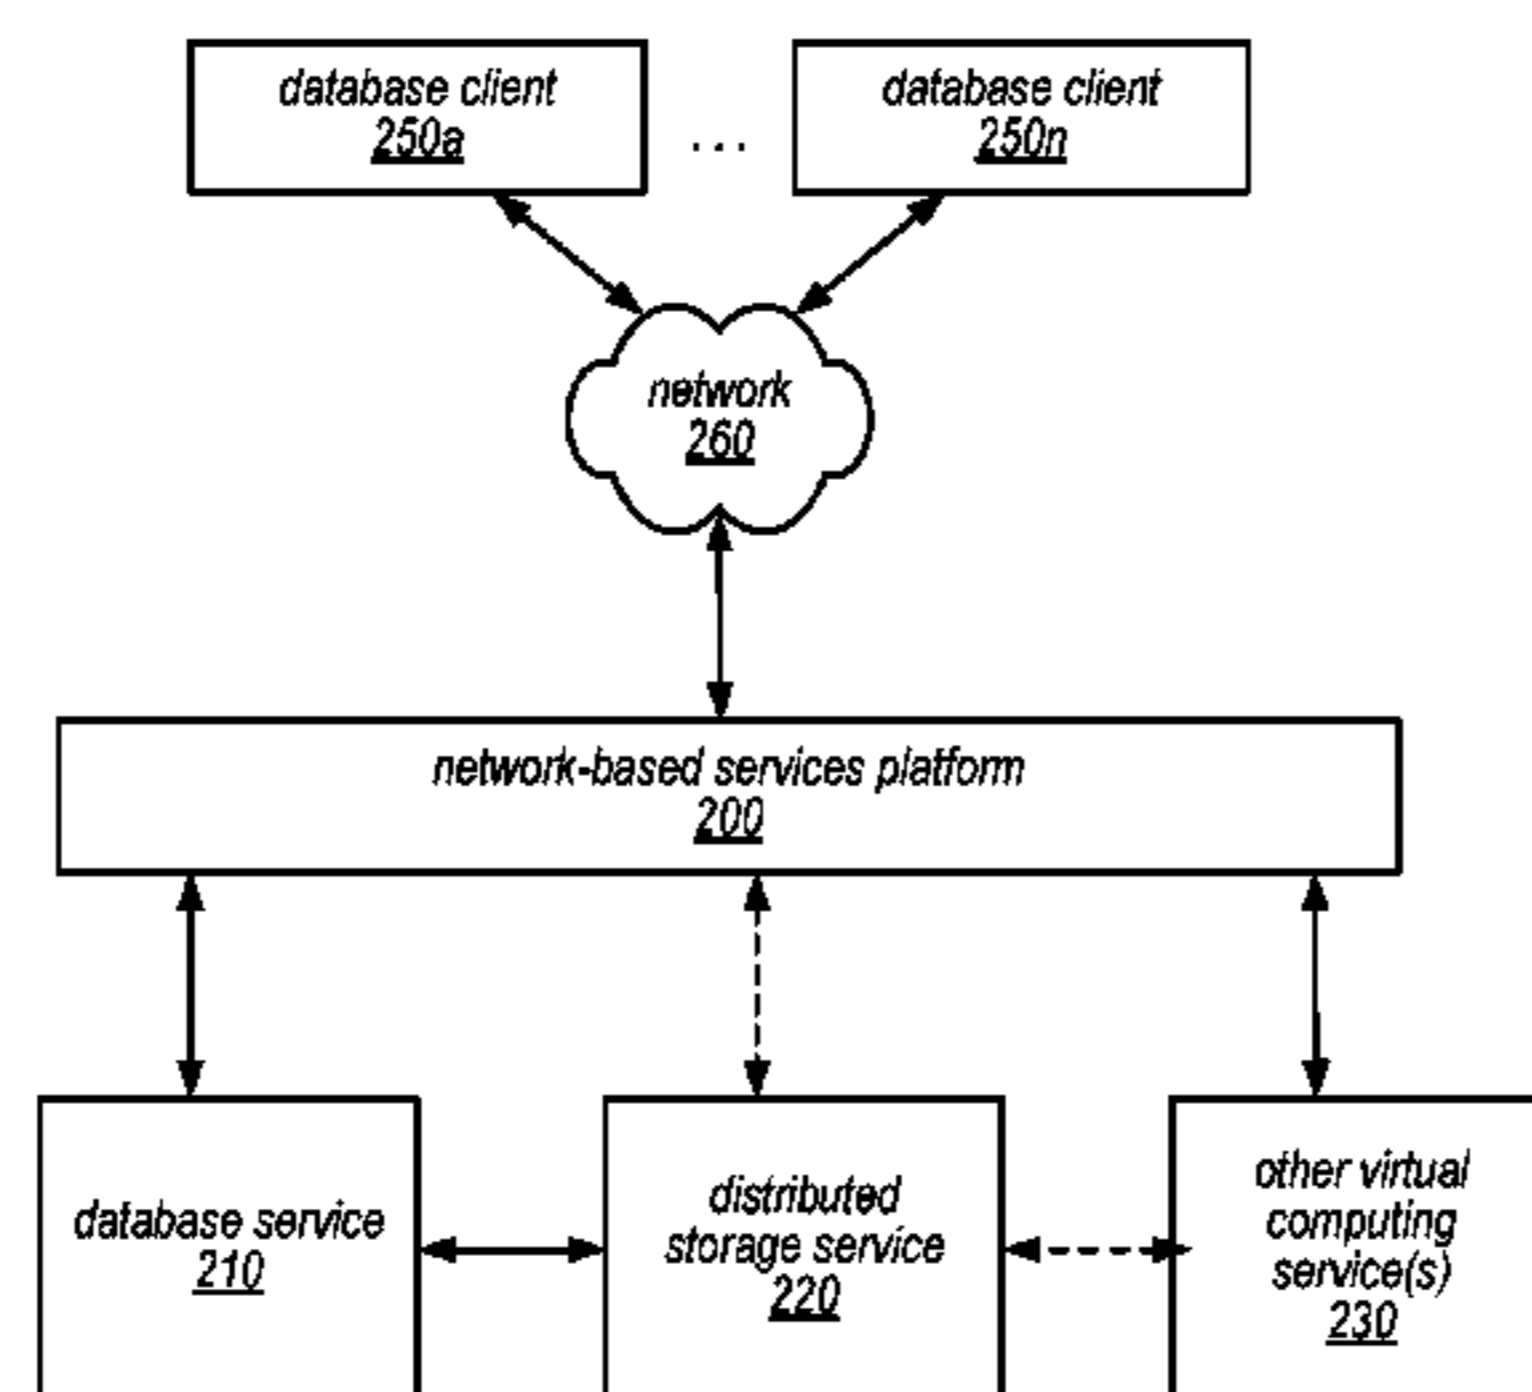 database client
250a
...
database client
250n
network
260
network-based services platform
200
database service
210
distributed
storage service
220
other virtual
computing
service(s)
230